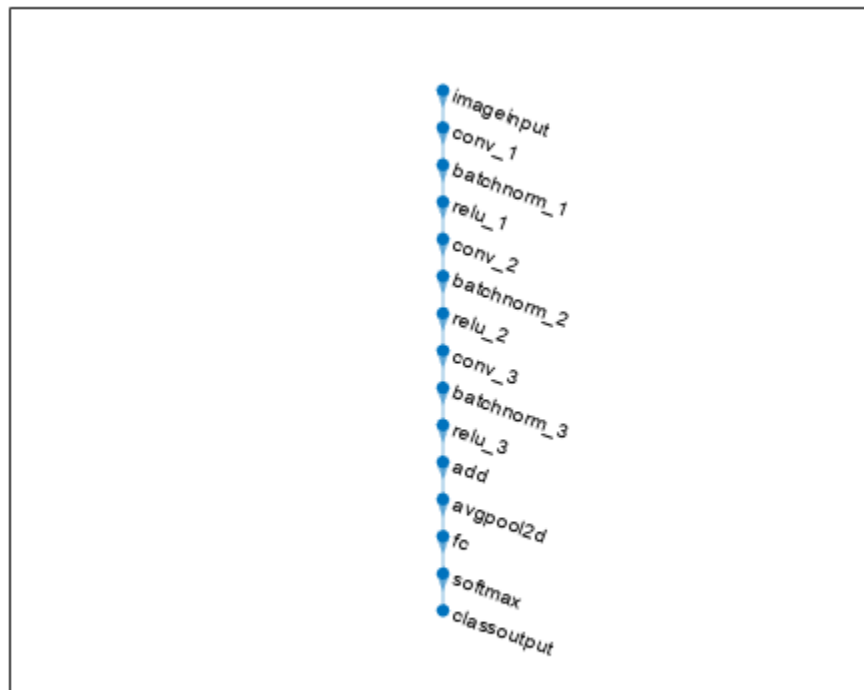 imageinput
conv_1
batchnorm_1
relu_1
conv_2
batchnorm_2
relu_2
conv_3
batchnorm_3
relu_3
add
avgpool2d
fc
softmax
classoutput